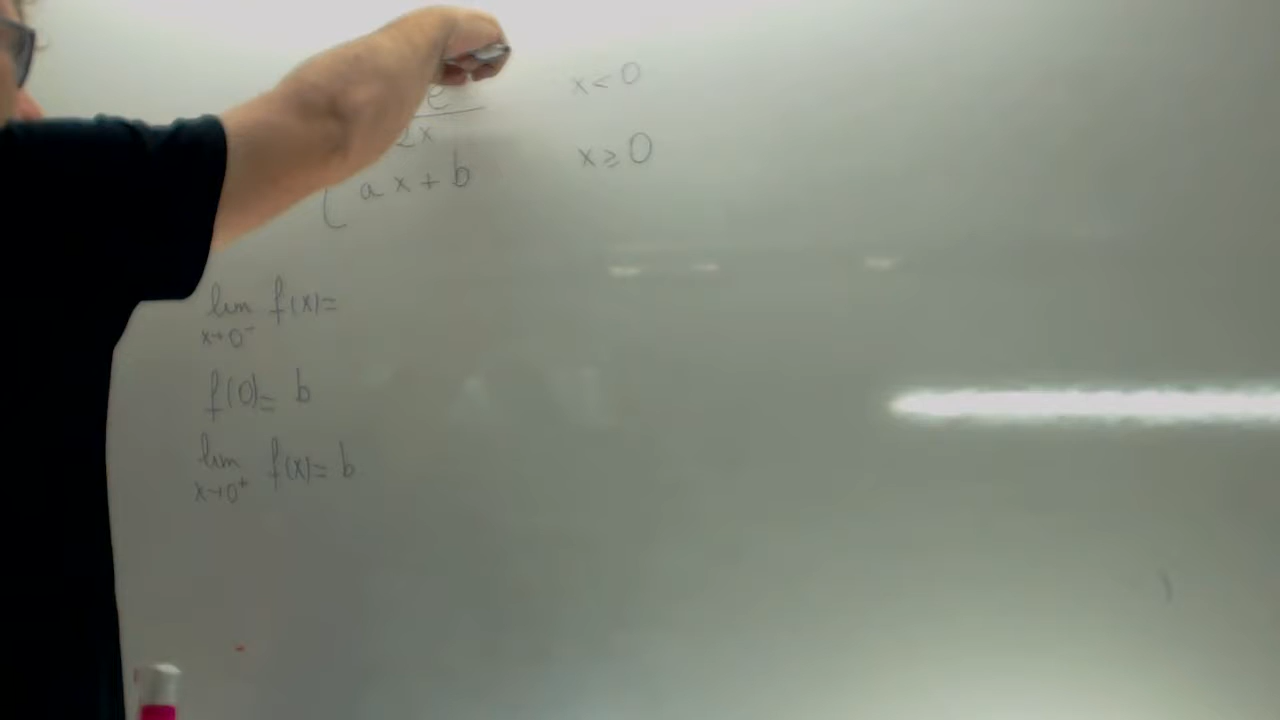 e x < 0
2x
ax + b x ≥ 0
lim f(x) =
x→0⁻
f(0) = b
lim f(x) = b
x→0⁺